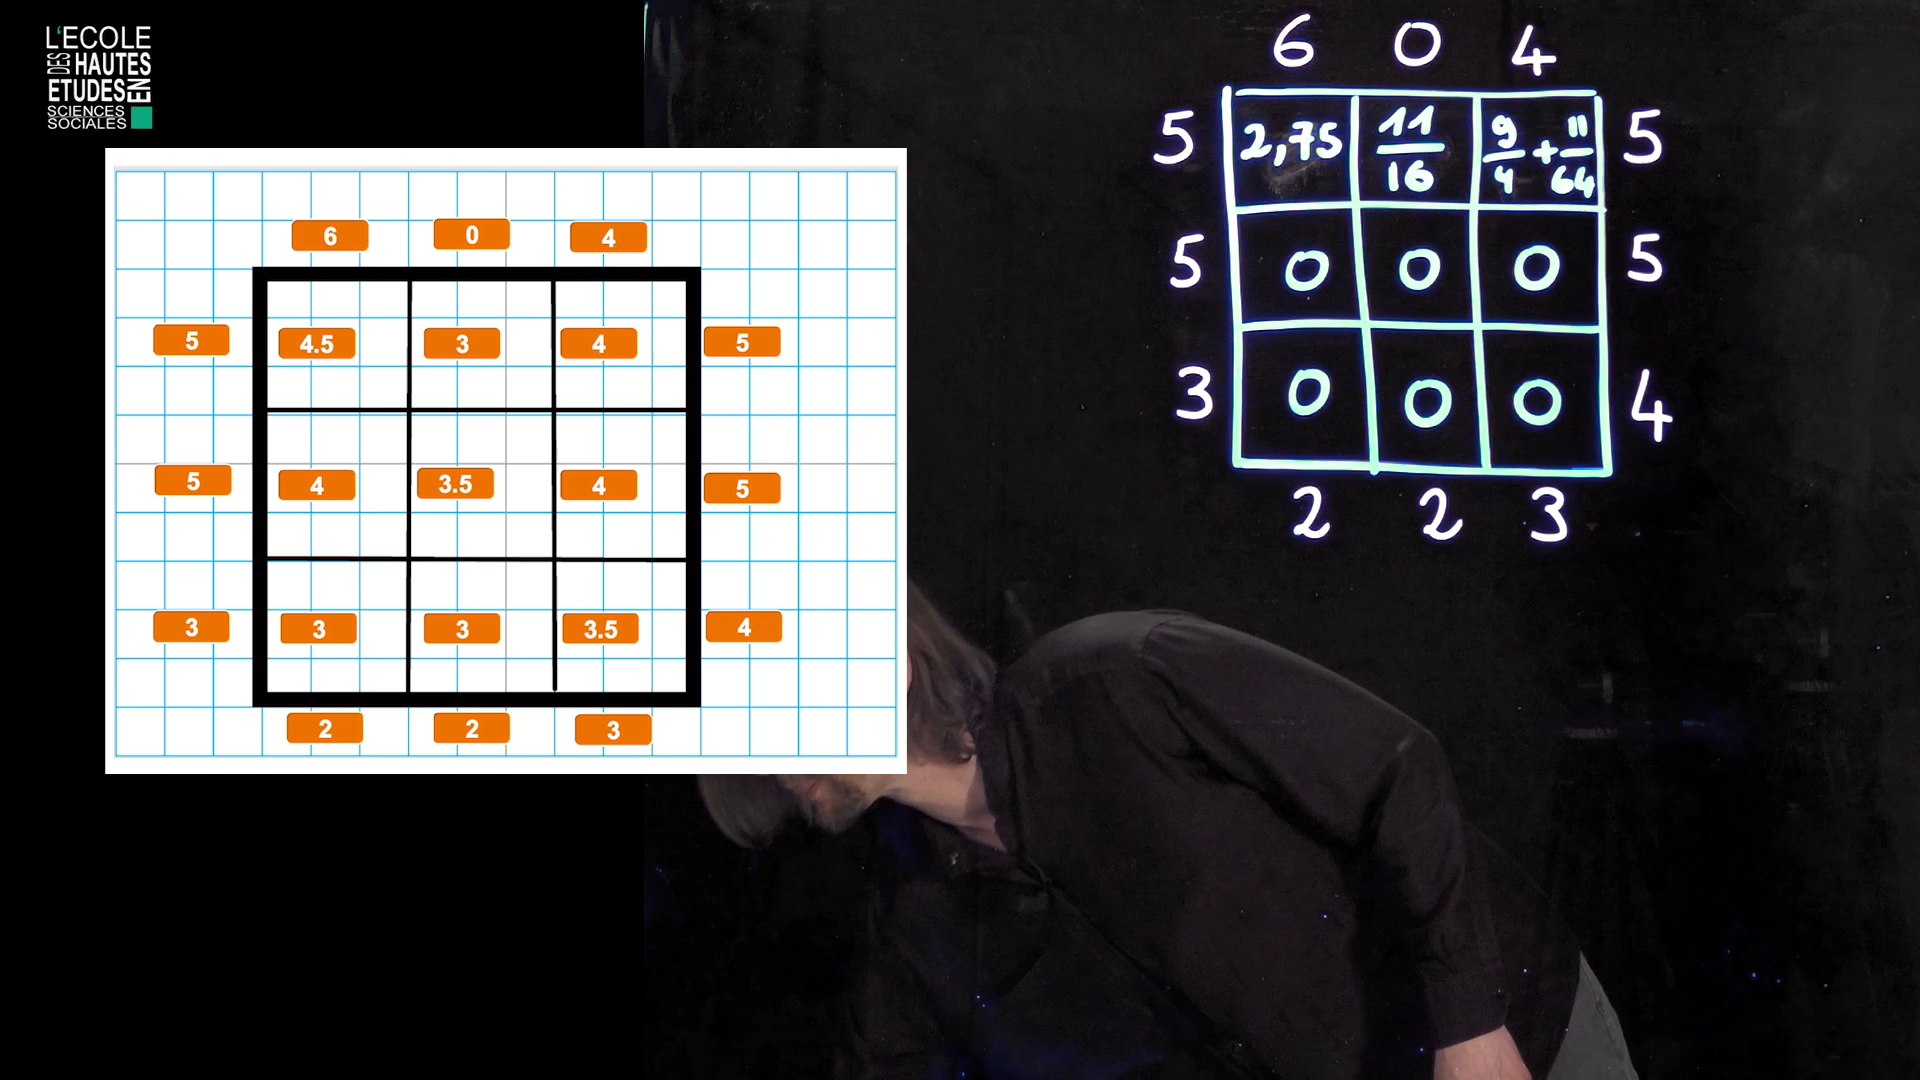 L'ECOLE
DES HAUTES
ETUDES EN
SCIENCES
SOCIALES
6 0 4
5 4.5 3 4 5
5 4 3.5 4 5
3 3 3 3.5 4
2 2 3
6 0 4
5 2,75 11/16 9/4 + 11/64 5
5 0 0 0 5
3 0 0 0 4
2 2 3